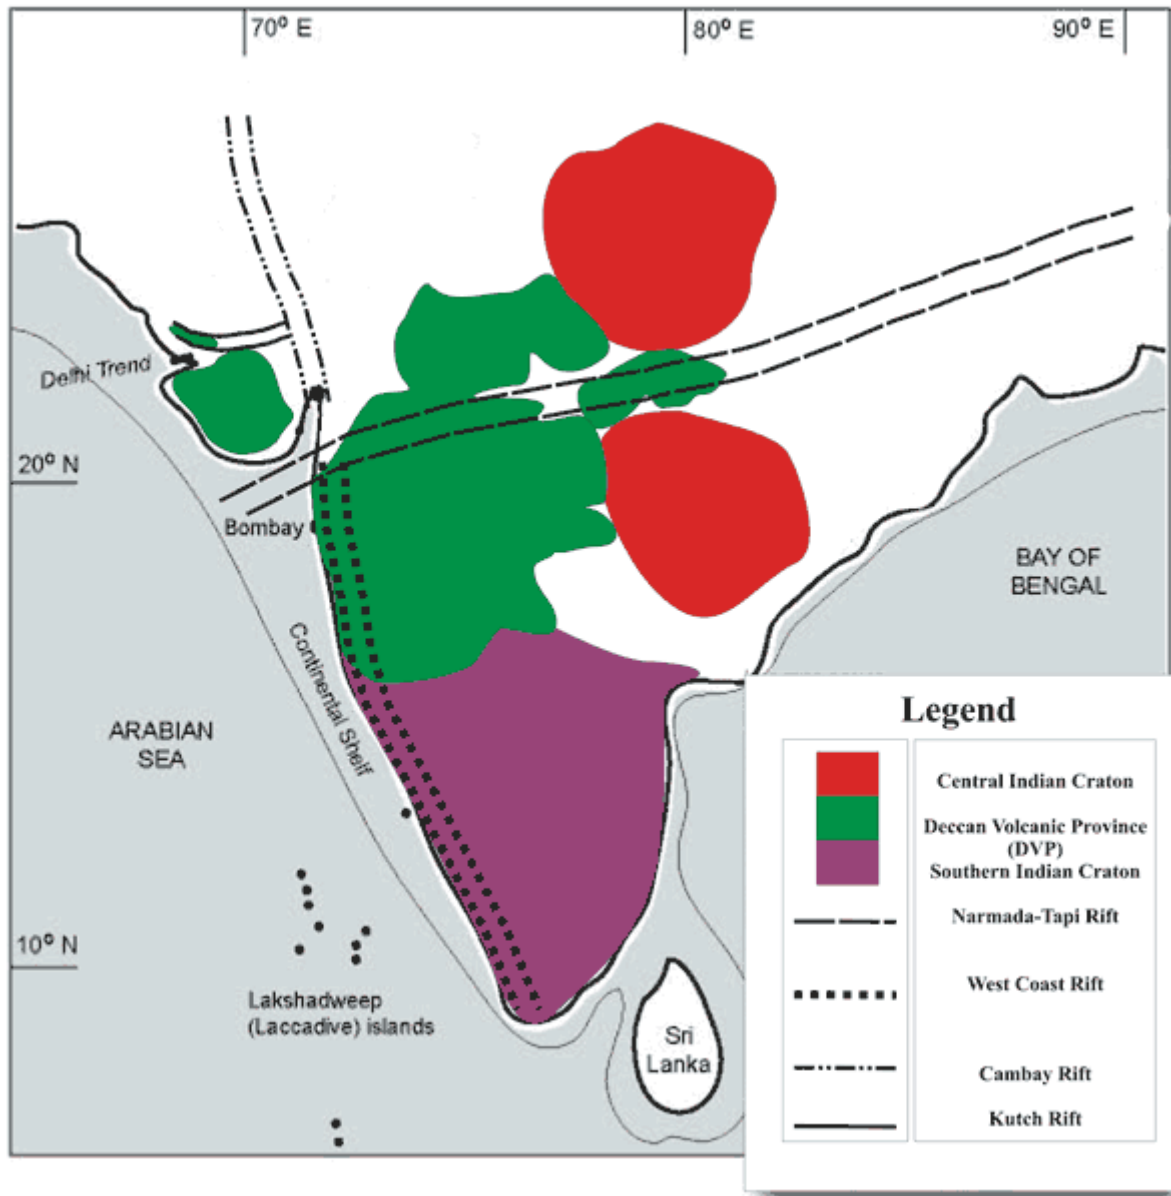 70° E
80° E
90° E
Delhi Trend
20° N
Bombay
BAY OF
BENGAL
Continental Shelf
ARABIAN
SEA
10° N
Lakshadweep
(Laccadive) islands
Sri
Lanka
Legend
Central Indian Craton
Deccan Volcanic Province
(DVP)
Southern Indian Craton
Narmada-Tapi Rift
West Coast Rift
Cambay Rift
Kutch Rift